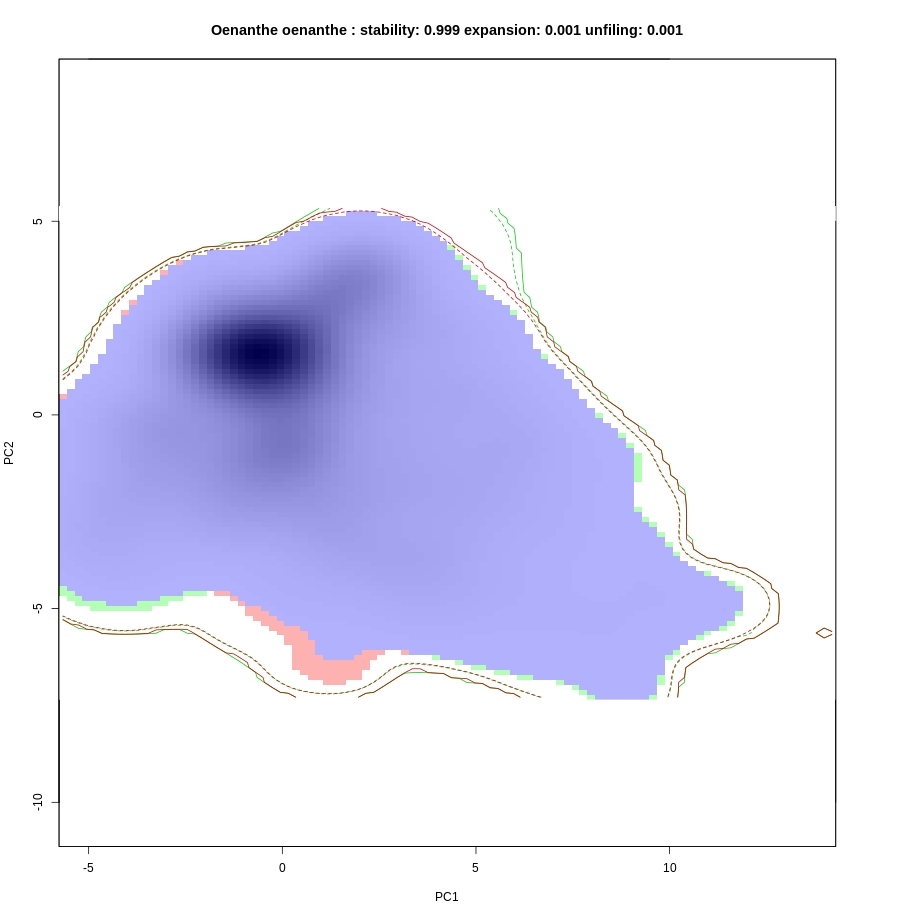 Oenanthe oenanthe : stability: 0.999 expansion: 0.001 unfiling: 0.001
5
0
PC2
-5
-10
-5 0 5 10
PC1